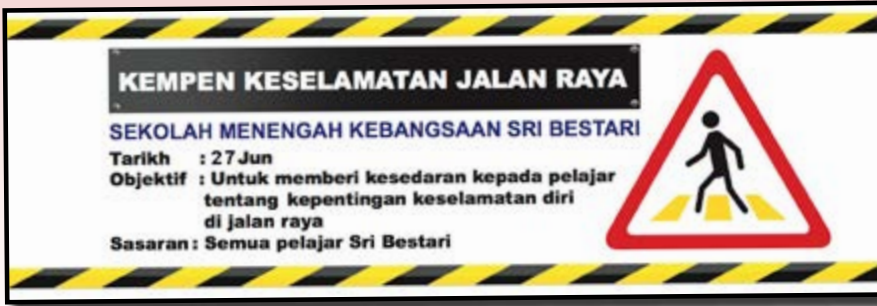 KEMPEN KESELAMATAN JALAN RAYA
SEKOLAH MENENGAH KEBANGSAAN SRI BESTARI
Tarikh : 27 Jun
Objektif : Untuk memberi kesedaran kepada pelajar
tentang kepentingan keselamatan diri
di jalan raya
Sasaran : Semua pelajar Sri Bestari